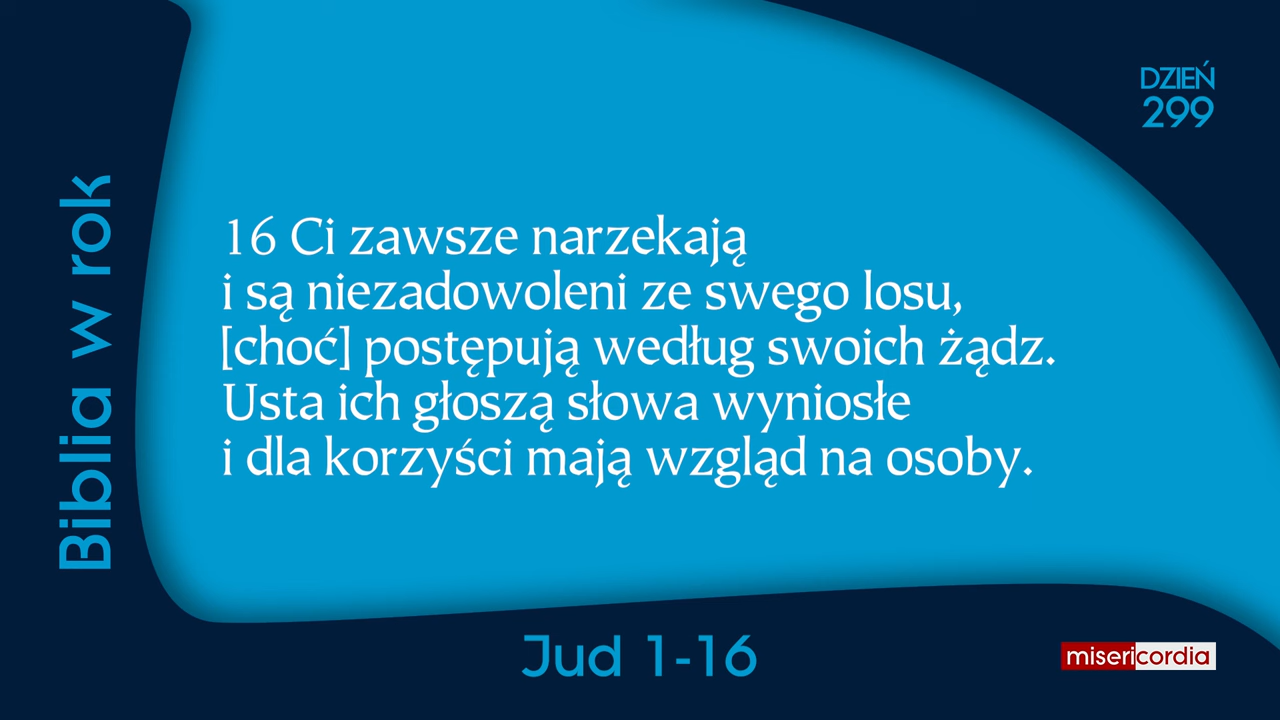 DZIEŃ
299
Biblia w rok
16 Ci zawsze narzekają
i są niezadowoleni ze swego losu,
[choć] postępują według swoich żądz.
Usta ich głoszą słowa wyniosłe
i dla korzyści mają wzgląd na osoby.
Jud 1-16
misericordia